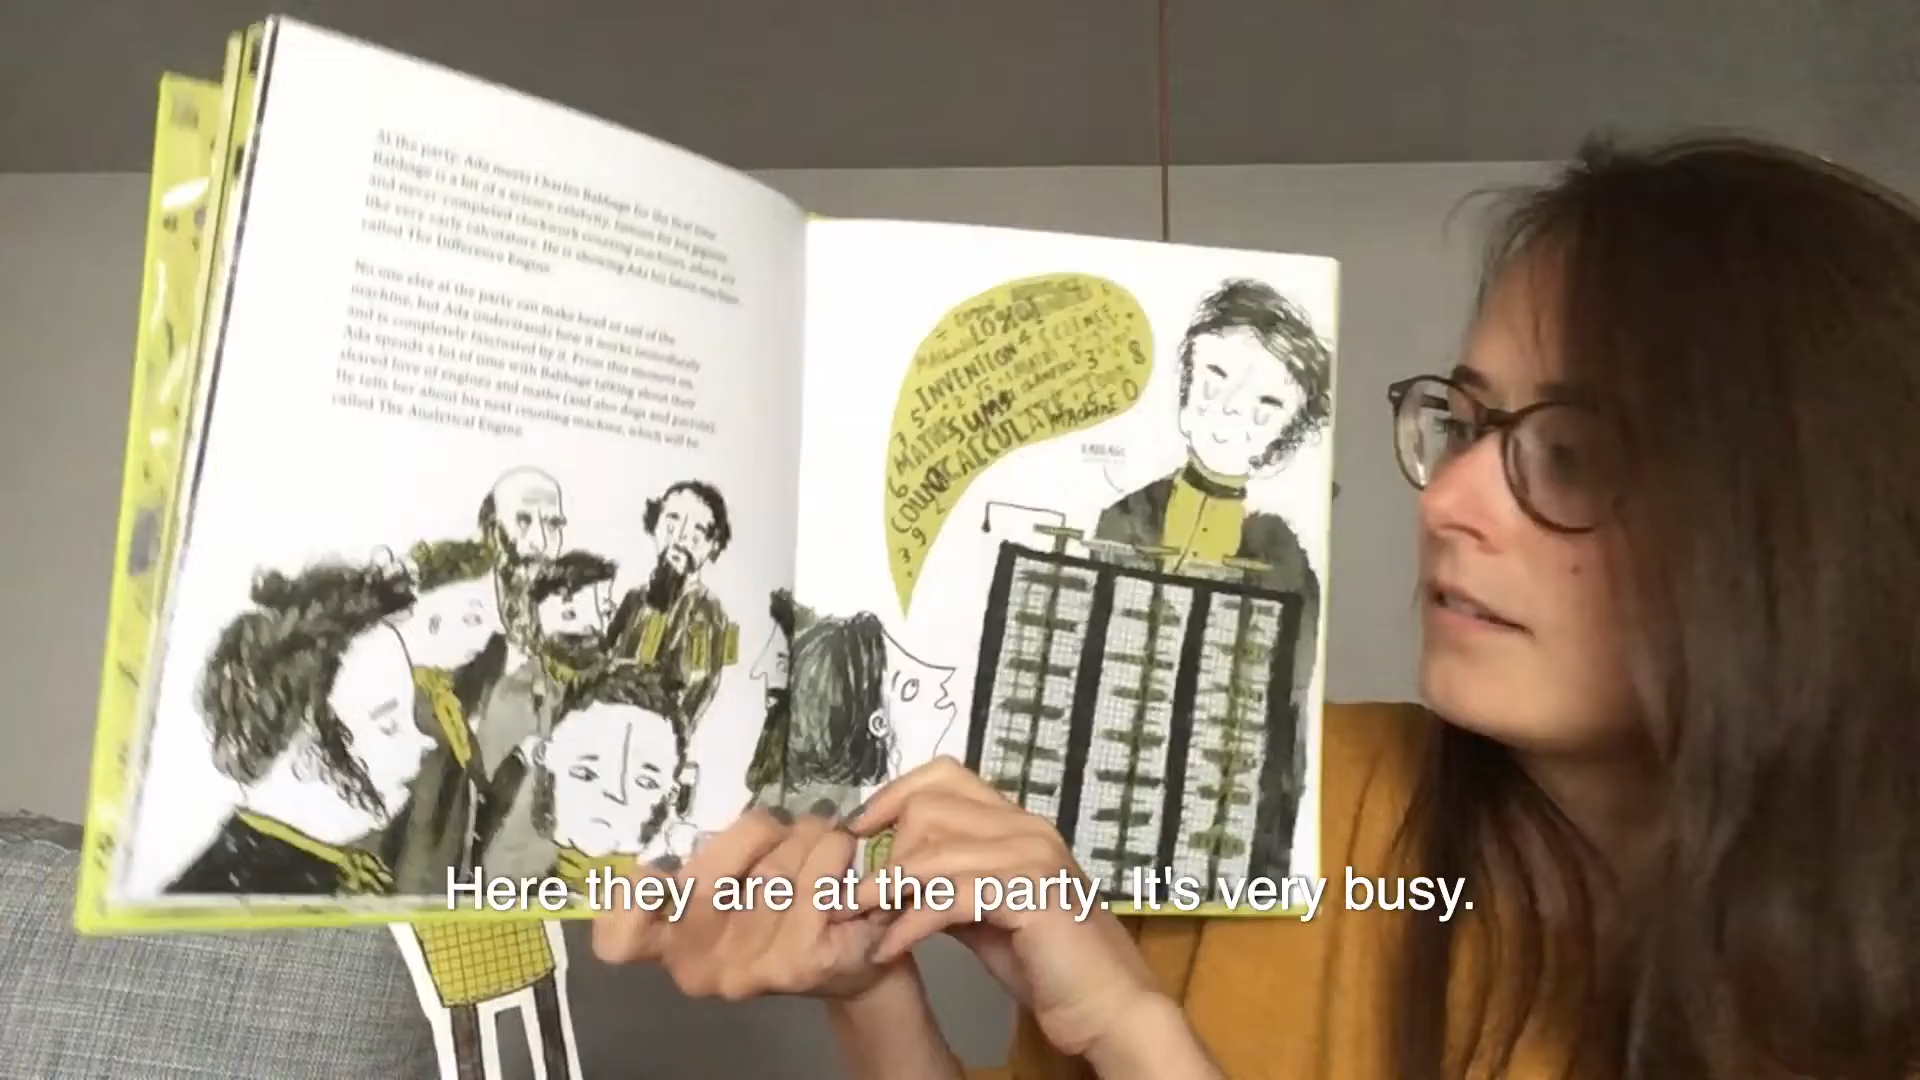 At the party, Ada meets Charles Babbage for the first time.
Babbage is a bit of a science celebrity, famous for his gigantic
and never completed clockwork counting machines, which are
like very early calculators. He is showing Ada his latest machine,
called The Difference Engine.
No one else at the party can make head or tail of the
machine, but Ada understands how it works immediately
and is completely fascinated by it. From this moment on,
Ada spends a lot of time with Babbage talking about their
shared love of engines and maths (and also dogs and parrots).
He tells her about his next counting machine, which will be
called The Analytical Engine.
INVENTION 4 SCIENCE
8
MATHS SUMS
COUNT CALCULATE MACHINE
BABBAGE
Here they are at the party. It's very busy.